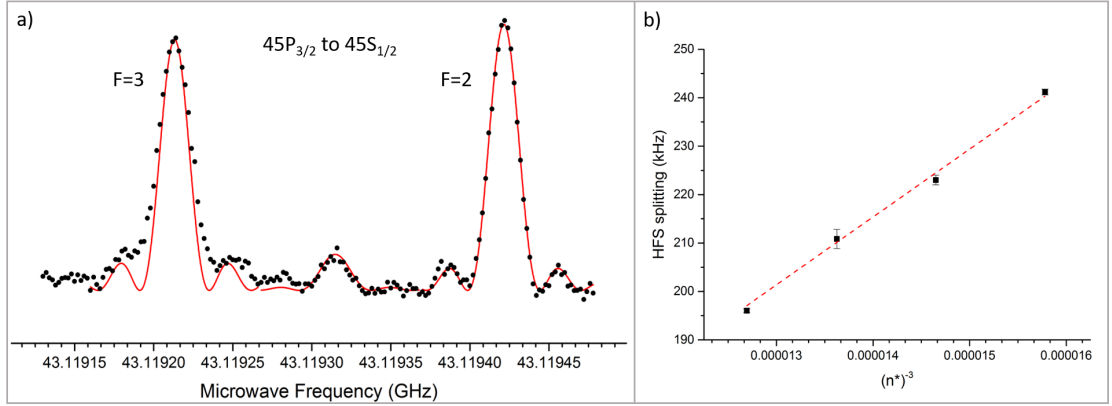 a)
45P3/2 to 45S1/2
F=3
F=2
43.11915 43.11920 43.11925 43.11930 43.11935 43.11940 43.11945
Microwave Frequency (GHz)
b)
250
240
230
220
210
200
190
HFS splitting (kHz)
0.000013 0.000014 0.000015 0.000016
(n*)-3